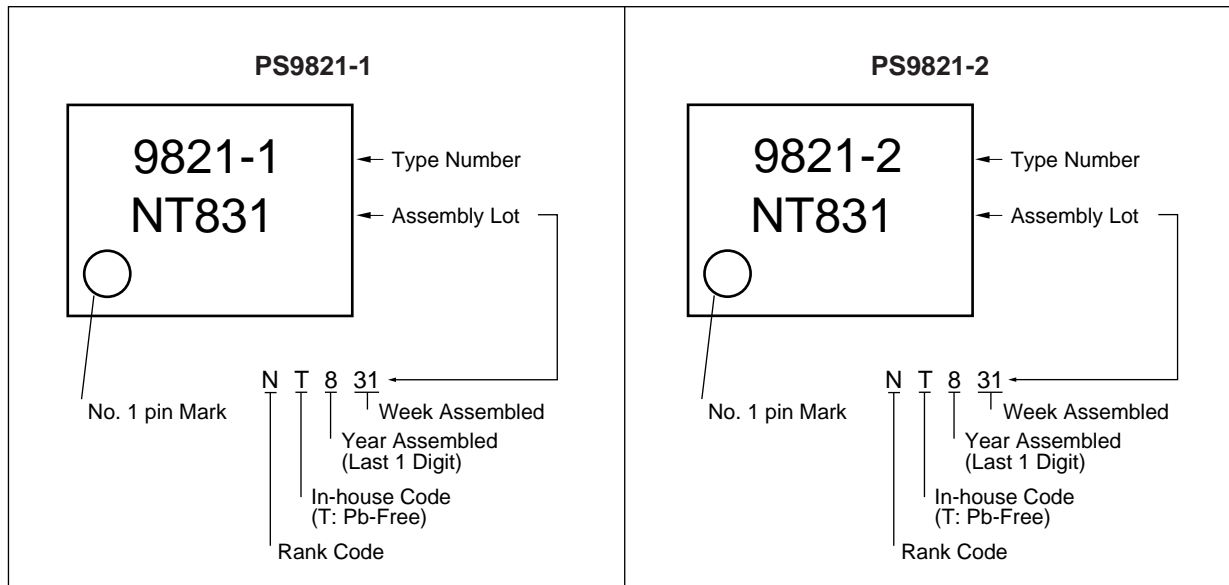 PS9821-1
9821-1
NT831
Type Number
Assembly Lot
No. 1 pin Mark
N T 8 31
Week Assembled
Year Assembled
(Last 1 Digit)
In-house Code
(T: Pb-Free)
Rank Code
PS9821-2
9821-2
NT831
Type Number
Assembly Lot
No. 1 pin Mark
N T 8 31
Week Assembled
Year Assembled
(Last 1 Digit)
In-house Code
(T: Pb-Free)
Rank Code